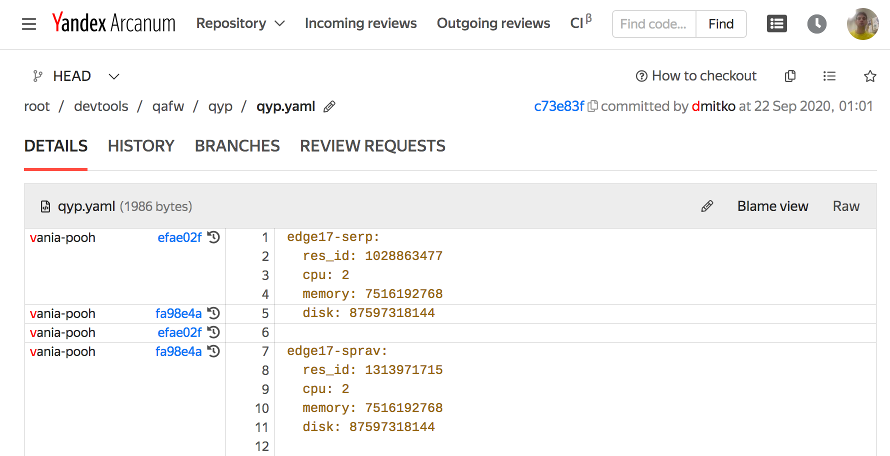 Yandex Arcanum Repository Incoming reviews Outgoing reviews CIβ Find code... Find
HEAD How to checkout
root / devtools / qafw / qyp / qyp.yaml c73e83f committed by dmitko at 22 Sep 2020, 01:01
DETAILS HISTORY BRANCHES REVIEW REQUESTS
qyp.yaml (1986 bytes) Blame view Raw
vania-pooh efae02f 1 edge17-serp:
2 res_id: 1028863477
3 cpu: 2
4 memory: 7516192768
vania-pooh fa98e4a 5 disk: 87597318144
vania-pooh efae02f 6
vania-pooh fa98e4a 7 edge17-sprav:
8 res_id: 1313971715
9 cpu: 2
10 memory: 7516192768
11 disk: 87597318144
12